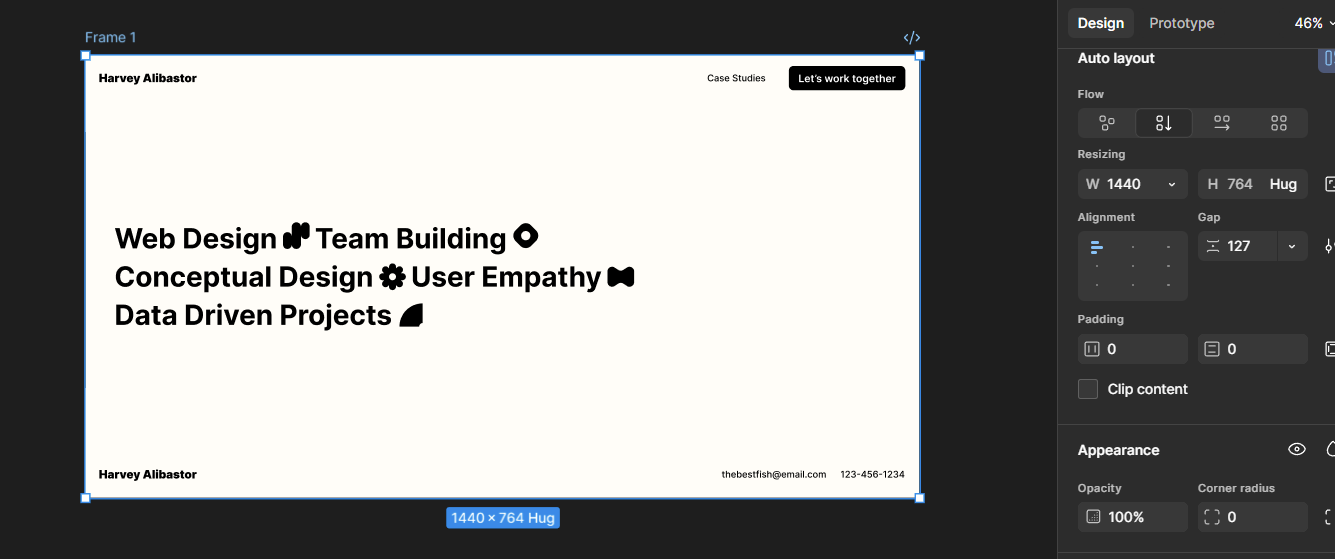 Design Prototype 46%
Frame 1
Auto layout
Harvey Alibastor Case Studies Let's work together
Flow
Resizing
W 1440 H 764 Hug
Alignment Gap
127
Web Design Team Building
Conceptual Design User Empathy
Data Driven Projects
Padding
0 0
Clip content
Appearance
Harvey Alibastor thebestfish@email.com 123-456-1234
Opacity Corner radius
100% 0
1440 × 764 Hug